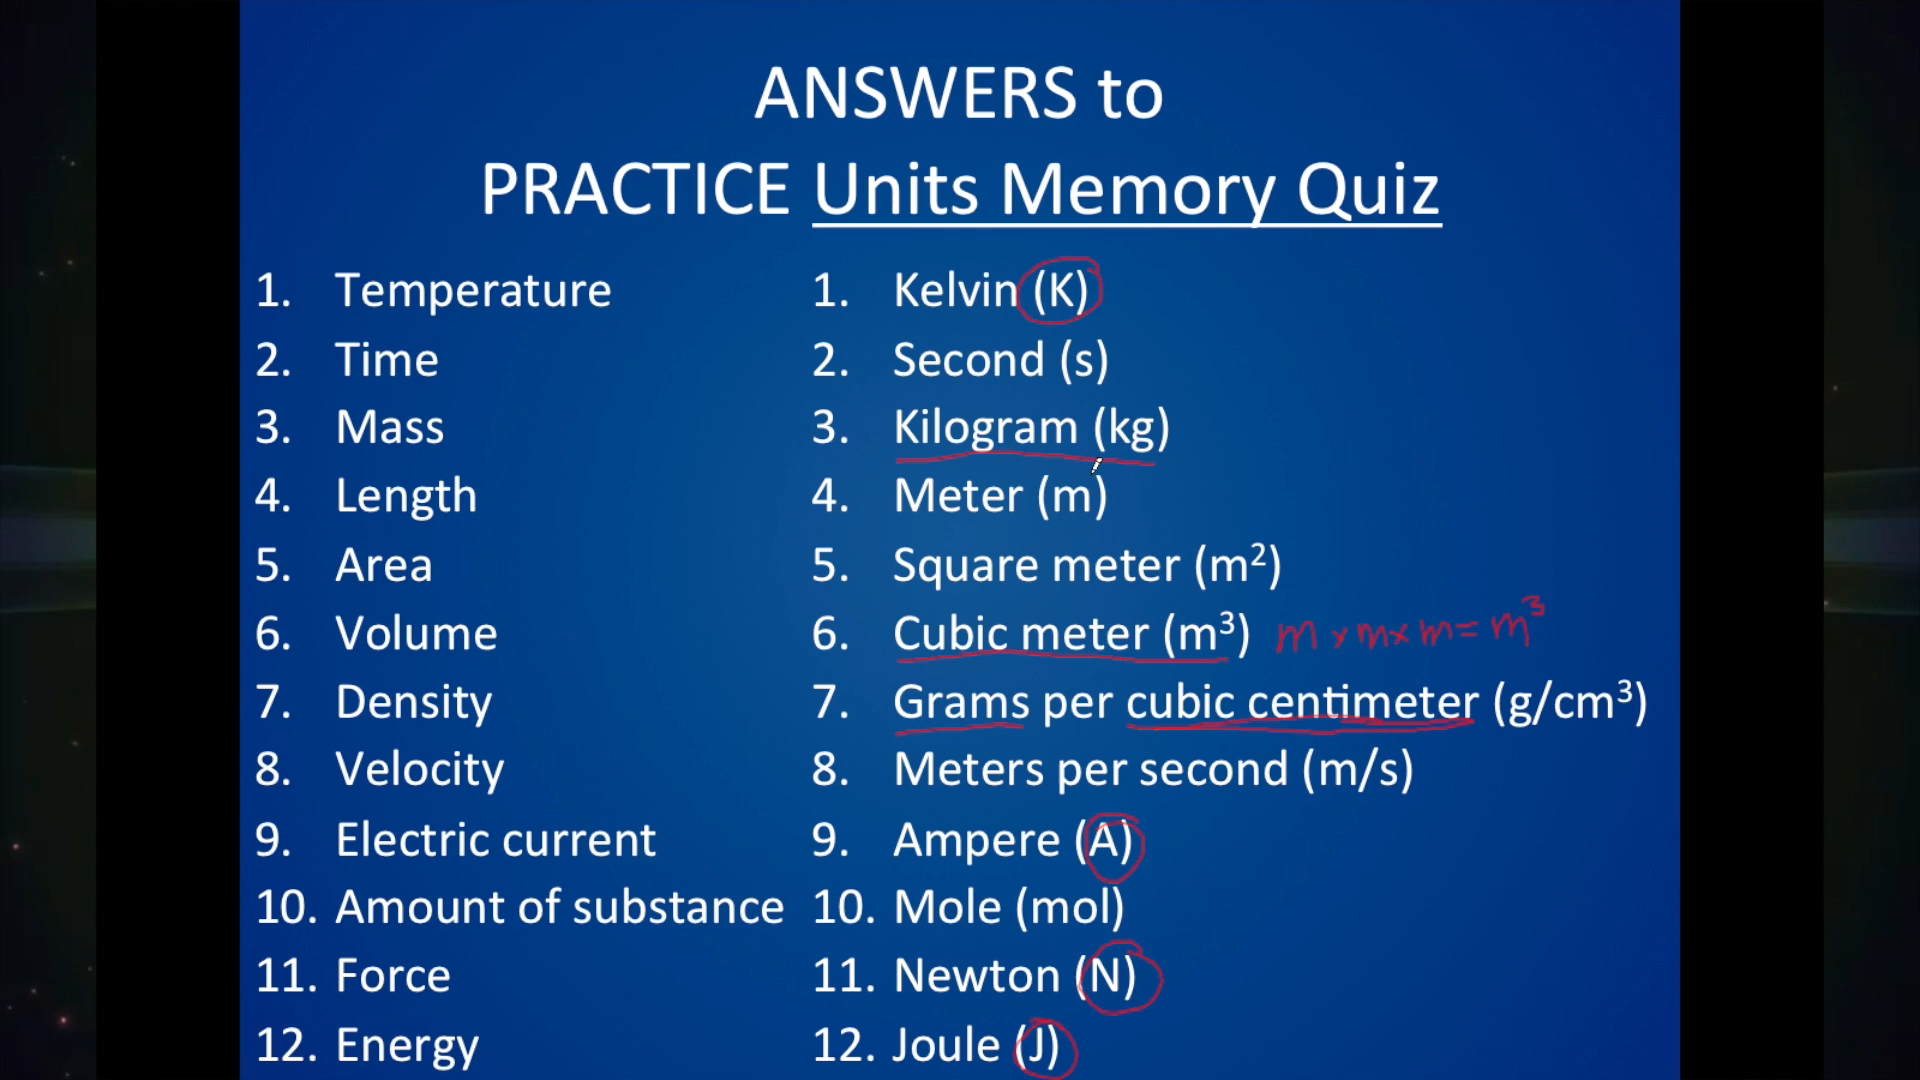 ANSWERS to
PRACTICE Units Memory Quiz
1. Temperature 1. Kelvin (K)
2. Time 2. Second (s)
3. Mass 3. Kilogram (kg)
4. Length 4. Meter (m)
5. Area 5. Square meter (m²)
6. Volume 6. Cubic meter (m³) m x m x m = m³
7. Density 7. Grams per cubic centimeter (g/cm³)
8. Velocity 8. Meters per second (m/s)
9. Electric current 9. Ampere (A)
10. Amount of substance 10. Mole (mol)
11. Force 11. Newton (N)
12. Energy 12. Joule (J)